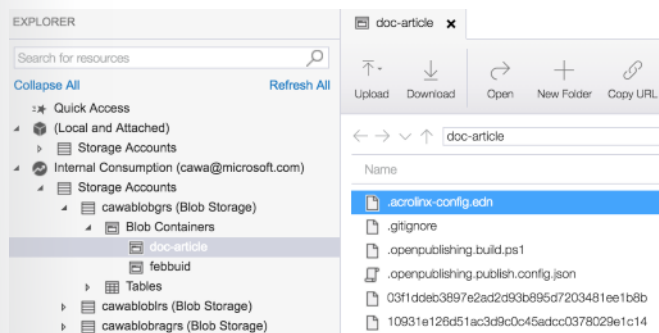 EXPLORER
Search for resources
Collapse All Refresh All
Quick Access
(Local and Attached)
Storage Accounts
Internal Consumption (cawa@microsoft.com)
Storage Accounts
cawablobgrs (Blob Storage)
Blob Containers
doc-article
febbuid
Tables
cawabloblrs (Blob Storage)
cawablobragrs (Blob Storage)
doc-article
Upload Download Open New Folder Copy URL
doc-article
Name
.acrolinx-config.edn
.gitignore
.openpublishing.build.ps1
.openpublishing.publish.config.json
03f1ddeb3897e2ad2d93b895d7203481ee1b8b
10931e126d51ac3d9c0c45adcc0378029e1c14